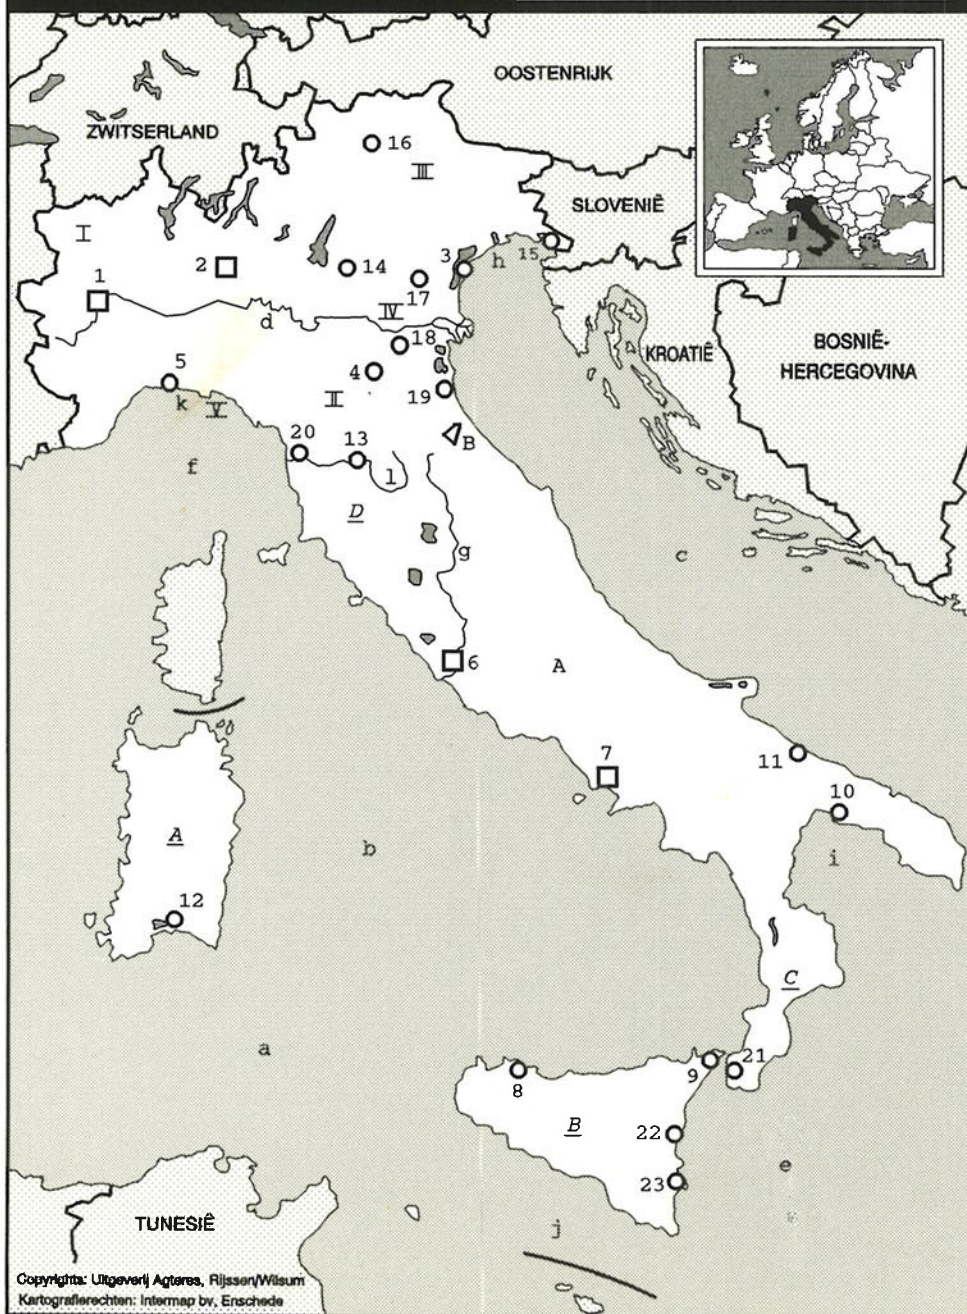 OOSTENRIJK
ZWITSERLAND
16
III
SLOVENIË
I
2
14
3
h
15
1
17
IV
d
18
KROATIË
BOSNIË-
HERCEGOVINA
5
4
k
V
II
19
20
13
B
f
l
D
g
c
6
A
7
11
10
A
b
i
12
C
a
9
21
8
B
22
23
e
j
TUNESIË
Copyrights: Uitgeverij Agteres, Rijssen/Wilsum
Kartografierechten: Intermap bv, Enschede